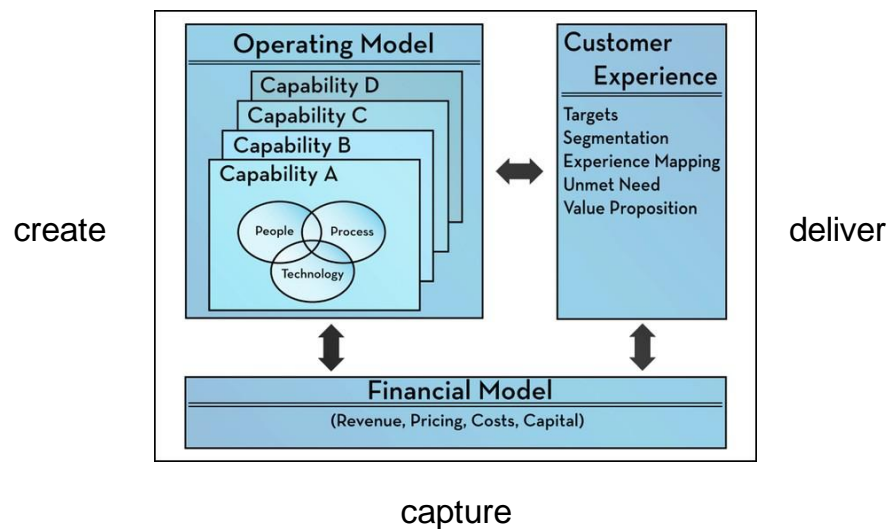 Operating Model
Capability D
Capability C
Capability B
Capability A
People
Process
Technology
Customer
Experience
Targets
Segmentation
Experience Mapping
Unmet Need
Value Proposition
create
deliver
Financial Model
(Revenue, Pricing, Costs, Capital)
capture